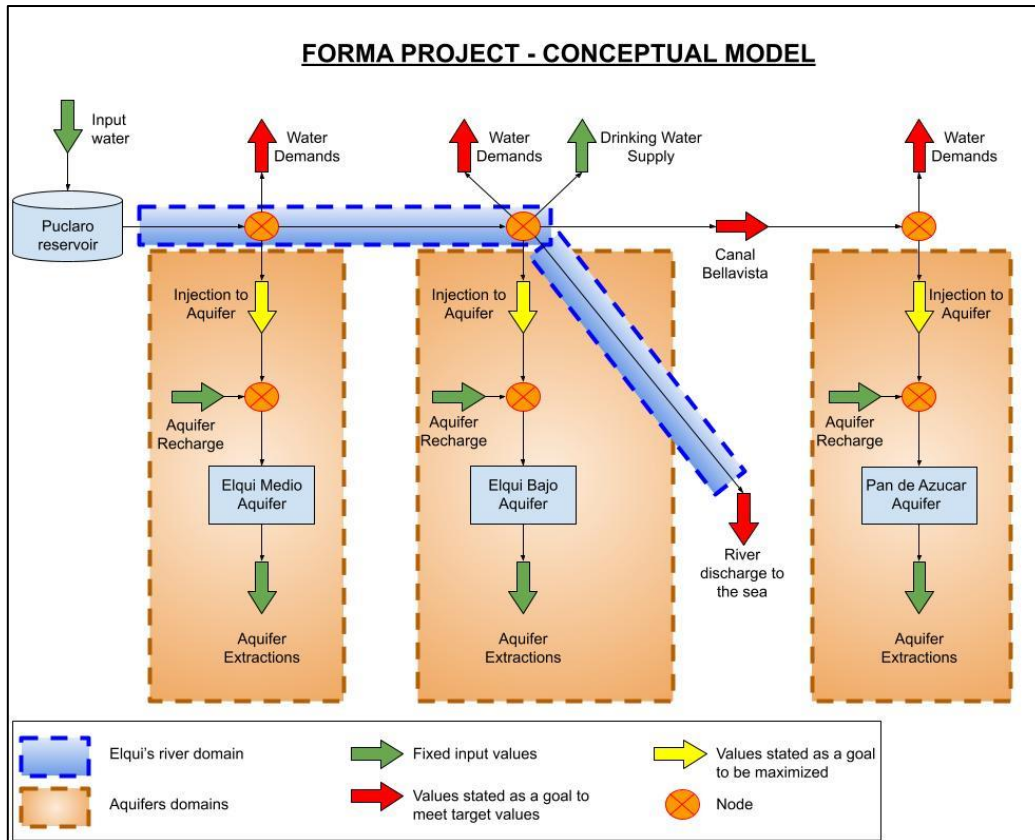 FORMA PROJECT - CONCEPTUAL MODEL
Input
water
Water
Demands
Water
Demands
Drinking Water
Supply
Water
Demands
Puclaro
reservoir
Canal
Bellavista
Injection to
Aquifer
Injection to
Aquifer
Injection to
Aquifer
Aquifer
Recharge
Aquifer
Recharge
Aquifer
Recharge
Elqui Medio
Aquifer
Elqui Bajo
Aquifer
Pan de Azucar
Aquifer
River
discharge to
the sea
Aquifer
Extractions
Aquifer
Extractions
Aquifer
Extractions
Elqui's river domain
Fixed input values
Values stated as a goal
to be maximized
Aquifers domains
Values stated as a goal to
meet target values
Node